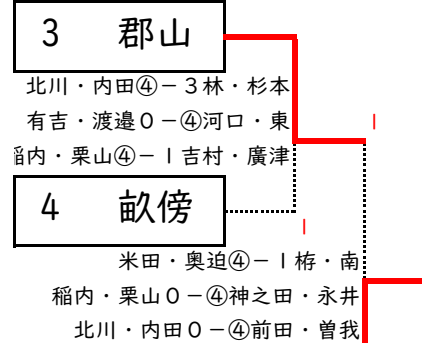 3 郡山
北川・内田④－３林・杉本
有吉・渡邉０－④河口・東
稲内・栗山④－１吉村・廣津
1
4 畝傍
1
米田・奥迫④－１栫・南
稲内・栗山０－④神之田・永井
北川・内田０－④前田・曽我